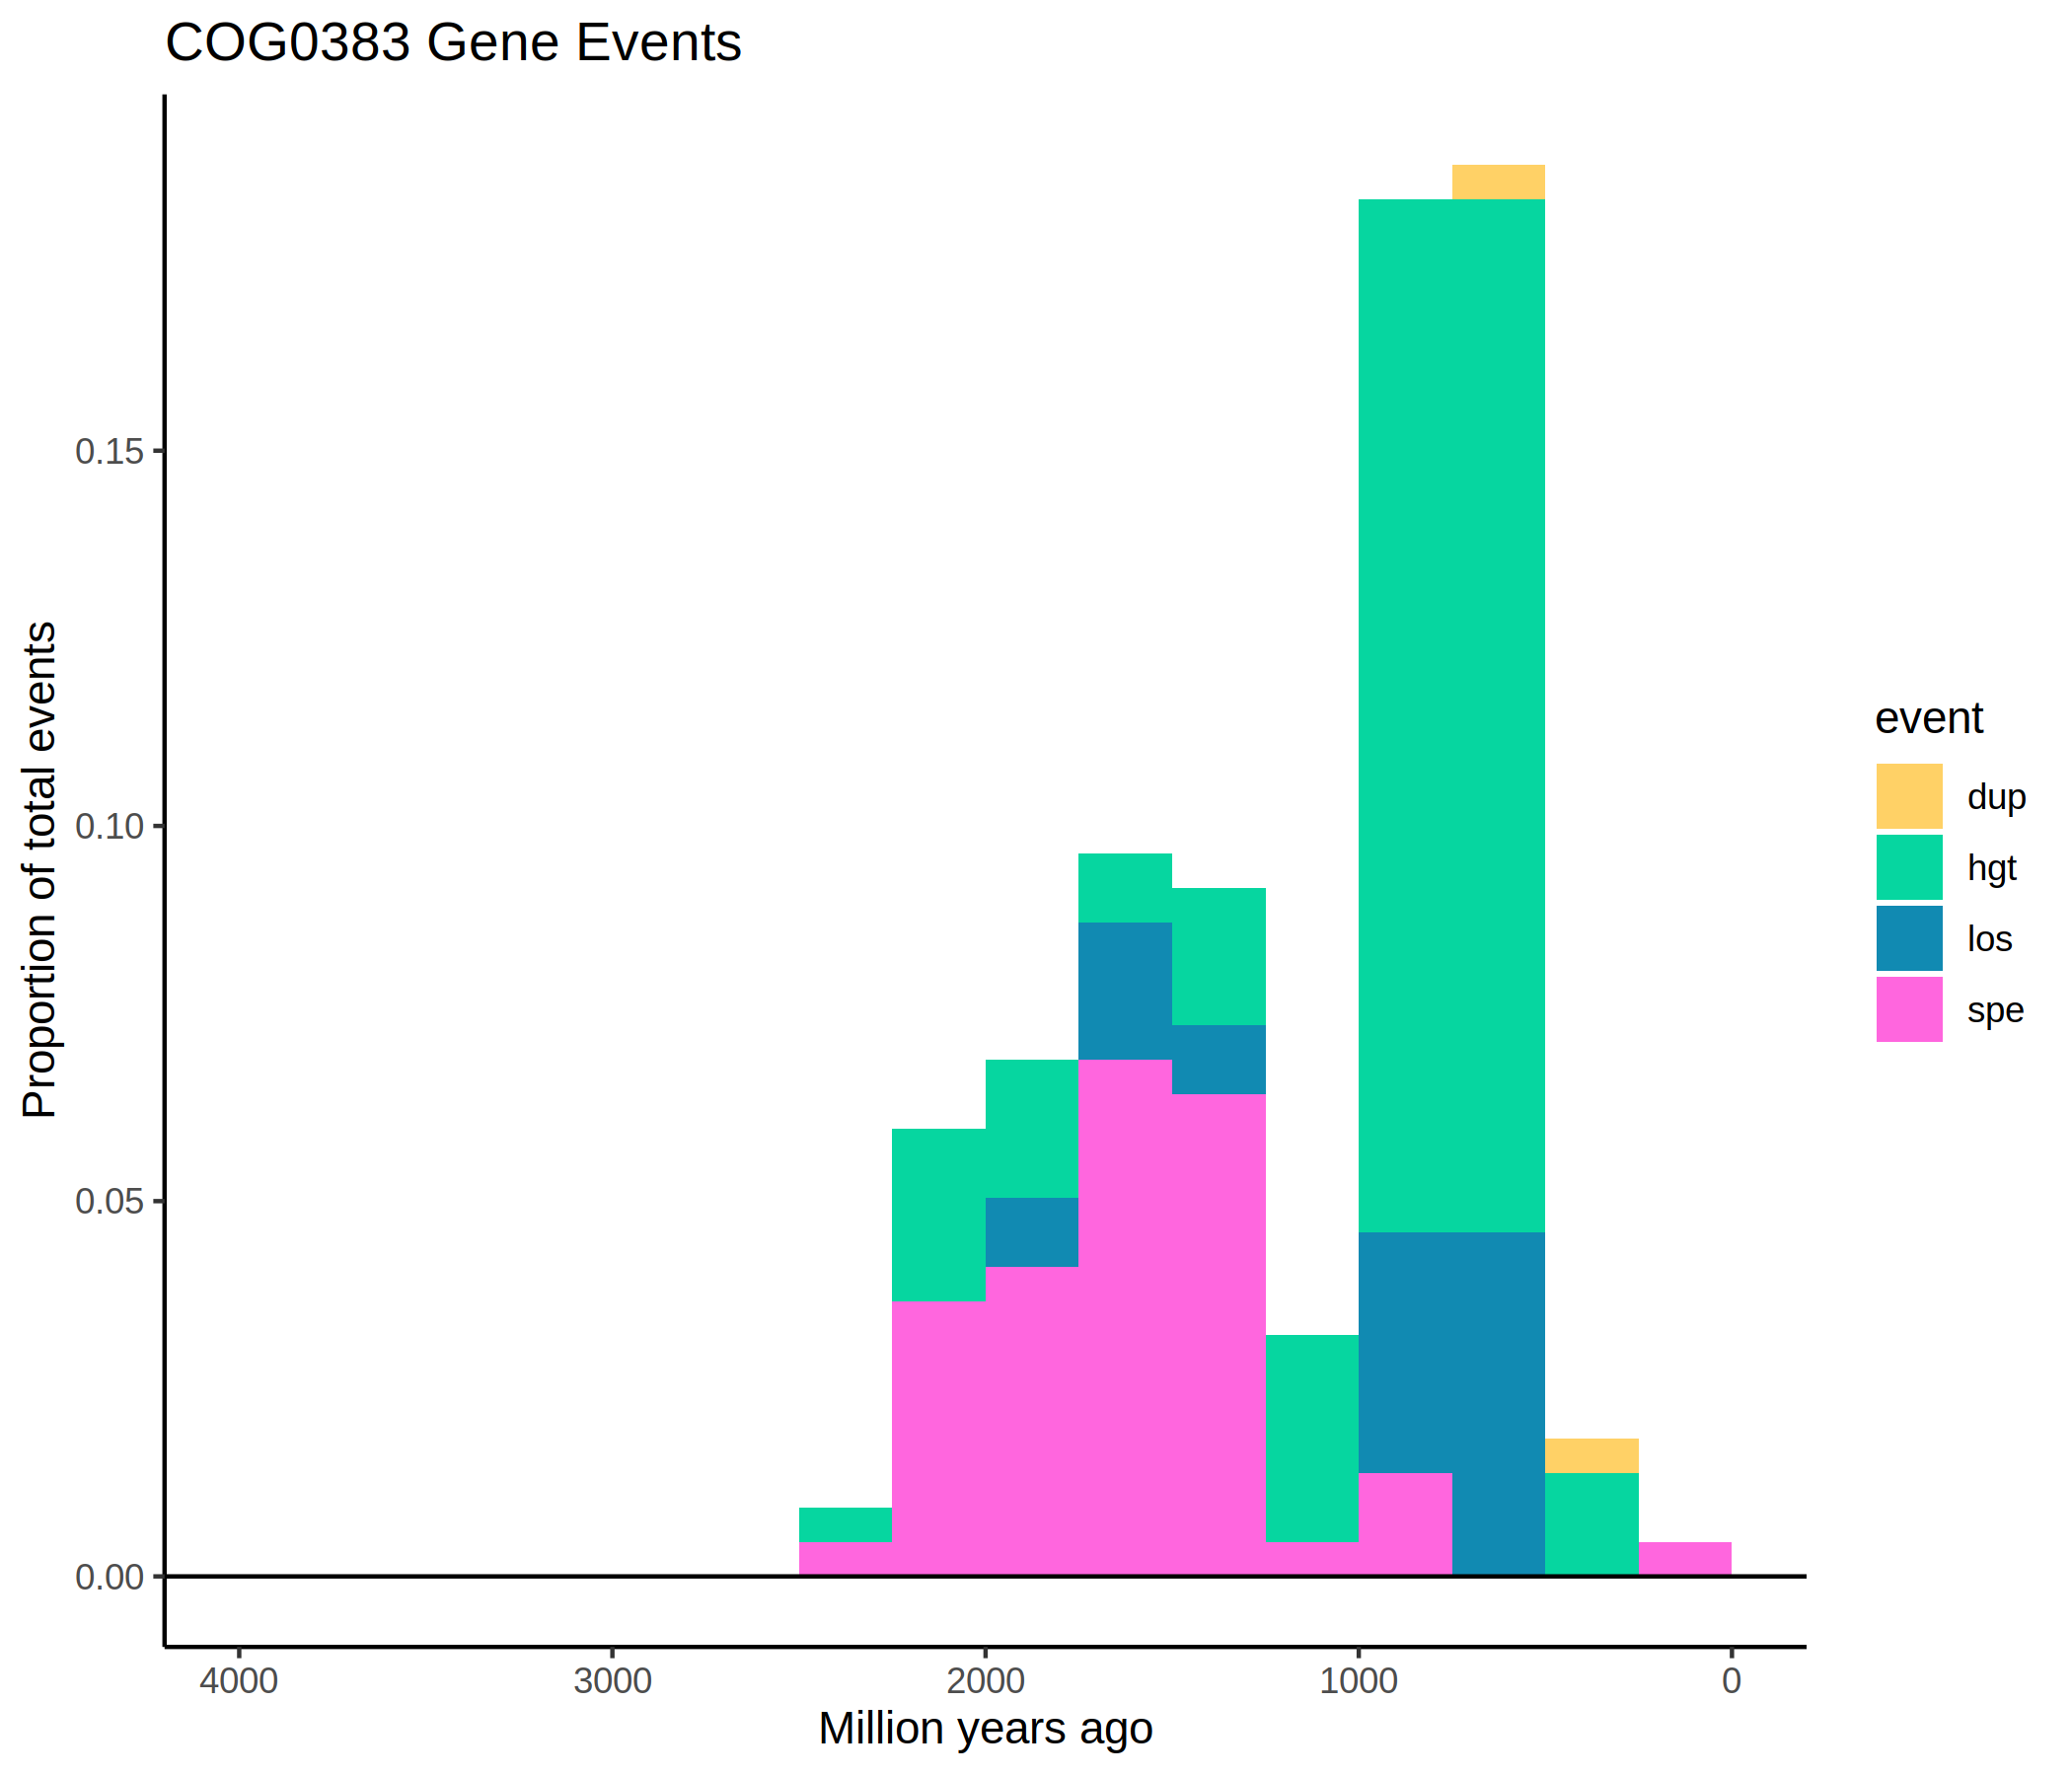 COG0383 Gene Events
Proportion of total events
0.15
0.10
0.05
0.00
4000 3000 2000 1000 0
Million years ago
event
dup
hgt
los
spe